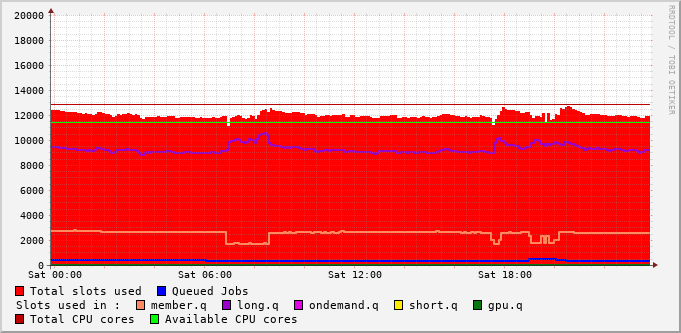 20000
18000
16000
14000
12000
10000
8000
6000
4000
2000
0
Sat 00:00 Sat 06:00 Sat 12:00 Sat 18:00
Total slots used Queued Jobs
Slots used in : member.q long.q ondemand.q short.q gpu.q
Total CPU cores Available CPU cores
RRDTOOL / TOBI OETIKER